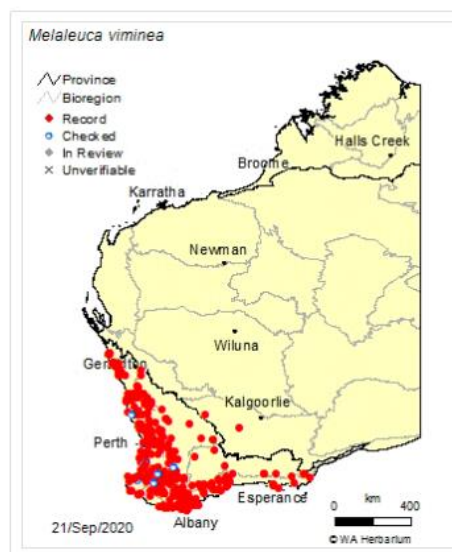 Melaleuca viminea
Province
Bioregion
Record
Checked
In Review
Unverifiable
Halls Creek
Broome
Karratha
Newman
Wiluna
Geraldton
Kalgoorlie
Perth
Esperance
km
0 400
Albany
21/Sep/2020
© WA Herbarium